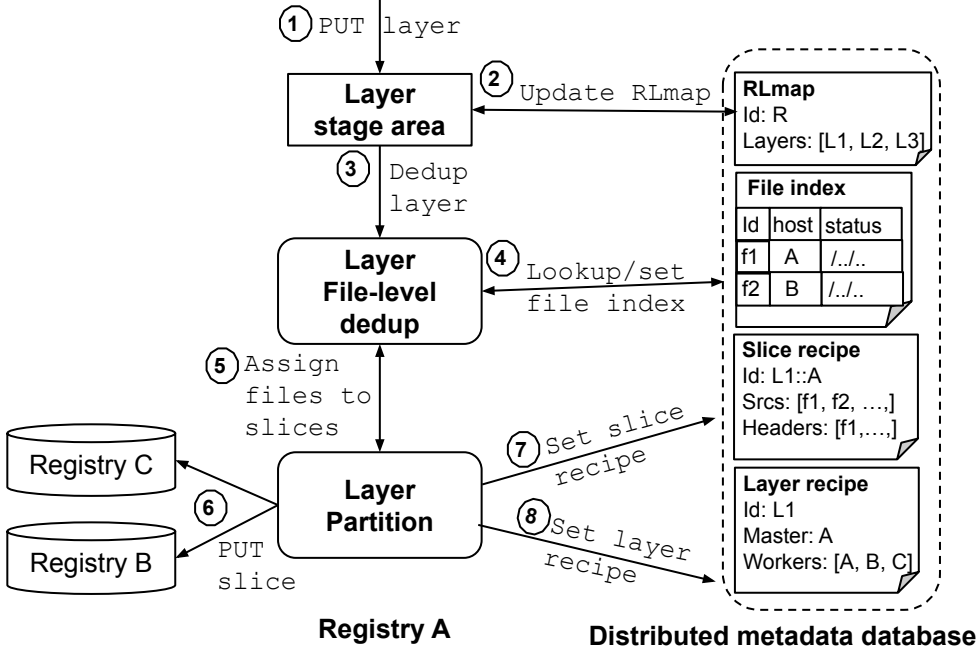 1 PUT layer
Layer
stage area
2 Update RLmap
RLmap
Id: R
Layers: [L1, L2, L3]
3 Dedup
layer
File index
Id host status
f1 A /../..
f2 B /../..
Layer
File-level
dedup
4 Lookup/set
file index
5 Assign
files to
slices
Slice recipe
Id: L1::A
Srcs: [f1, f2, …,]
Headers: [f1,…,]
7 Set slice
recipe
Layer
Partition
Registry C
6
Registry B
PUT
slice
8 Set layer
recipe
Layer recipe
Id: L1
Master: A
Workers: [A, B, C]
Registry A
Distributed metadata database